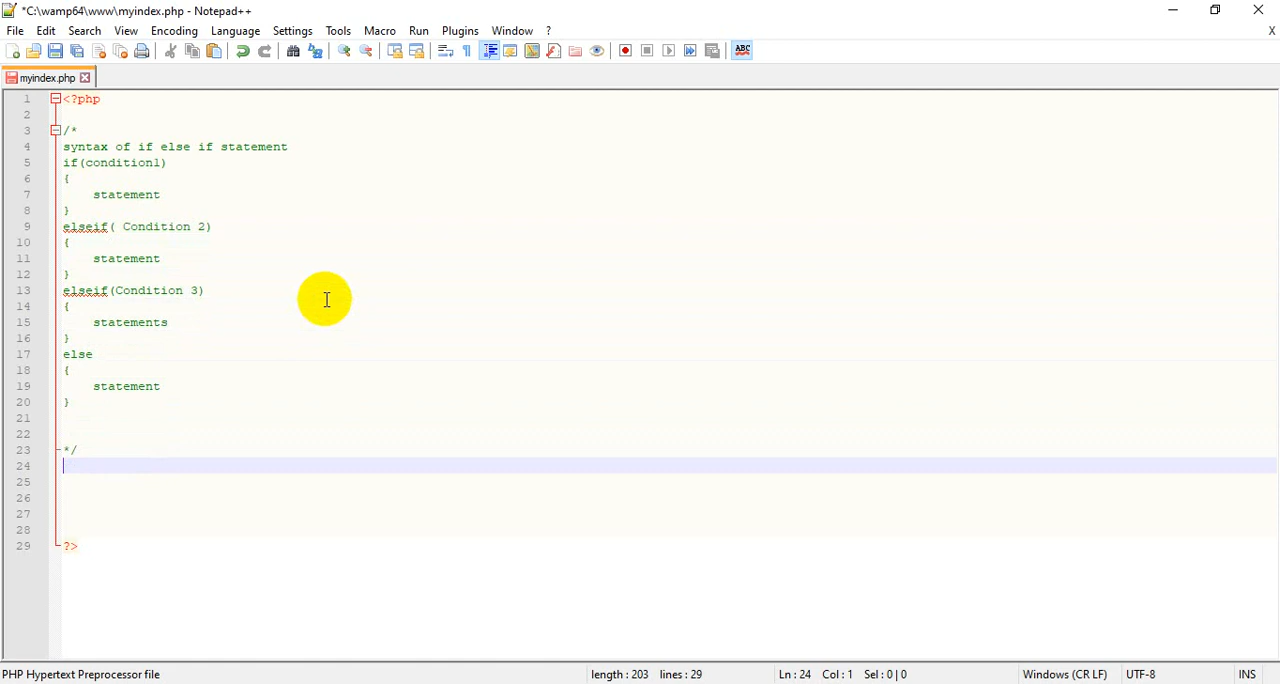 *C:\wamp64\www\myindex.php - Notepad++
File Edit Search View Encoding Language Settings Tools Macro Run Plugins Window ? X
ABC
myindex.php
1 <?php
2
3 /*
4 syntax of if else if statement
5 if(condition1)
6 {
7 statement
8 }
9 elseif( Condition 2)
10 {
11 statement
12 }
13 elseif(Condition 3)
14 {
15 statements
16 }
17 else
18 {
19 statement
20 }
21
22
23 */
24
25
26
27
28
29 ?>
PHP Hypertext Preprocessor file length : 203 lines : 29 Ln : 24 Col : 1 Sel : 0 | 0 Windows (CR LF) UTF-8 INS